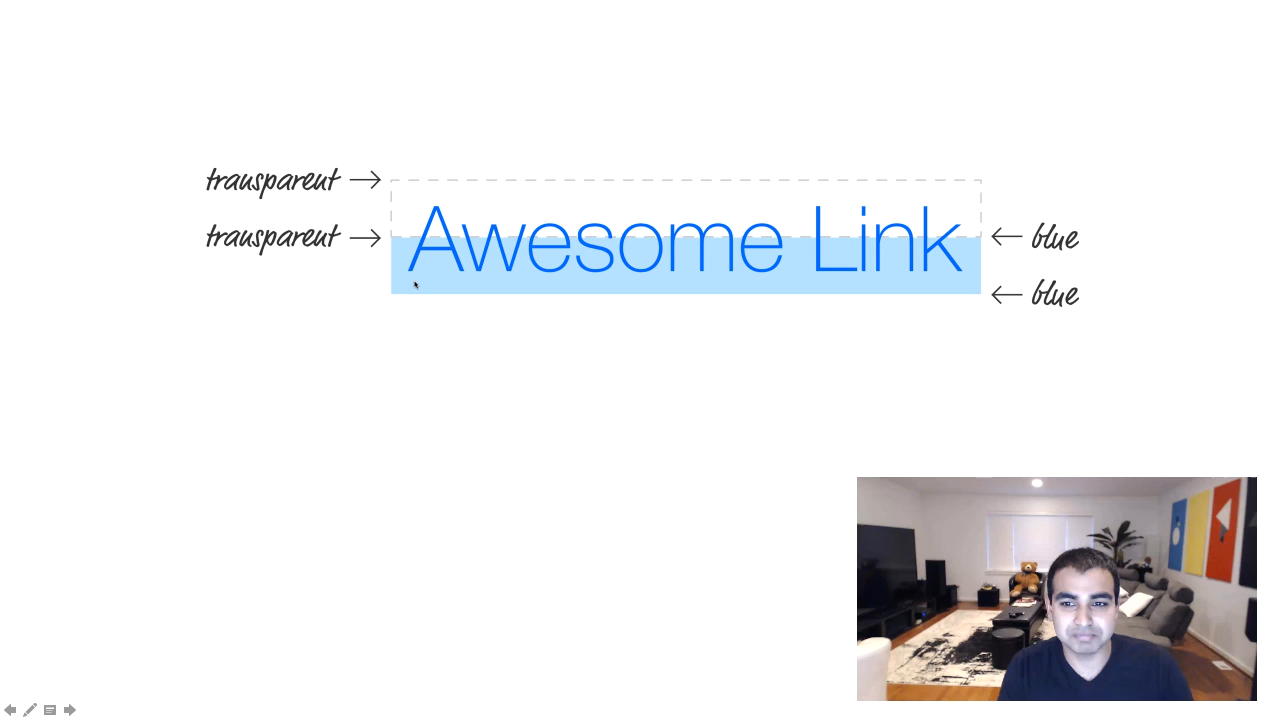 transparent
transparent
Awesome Link
blue
blue